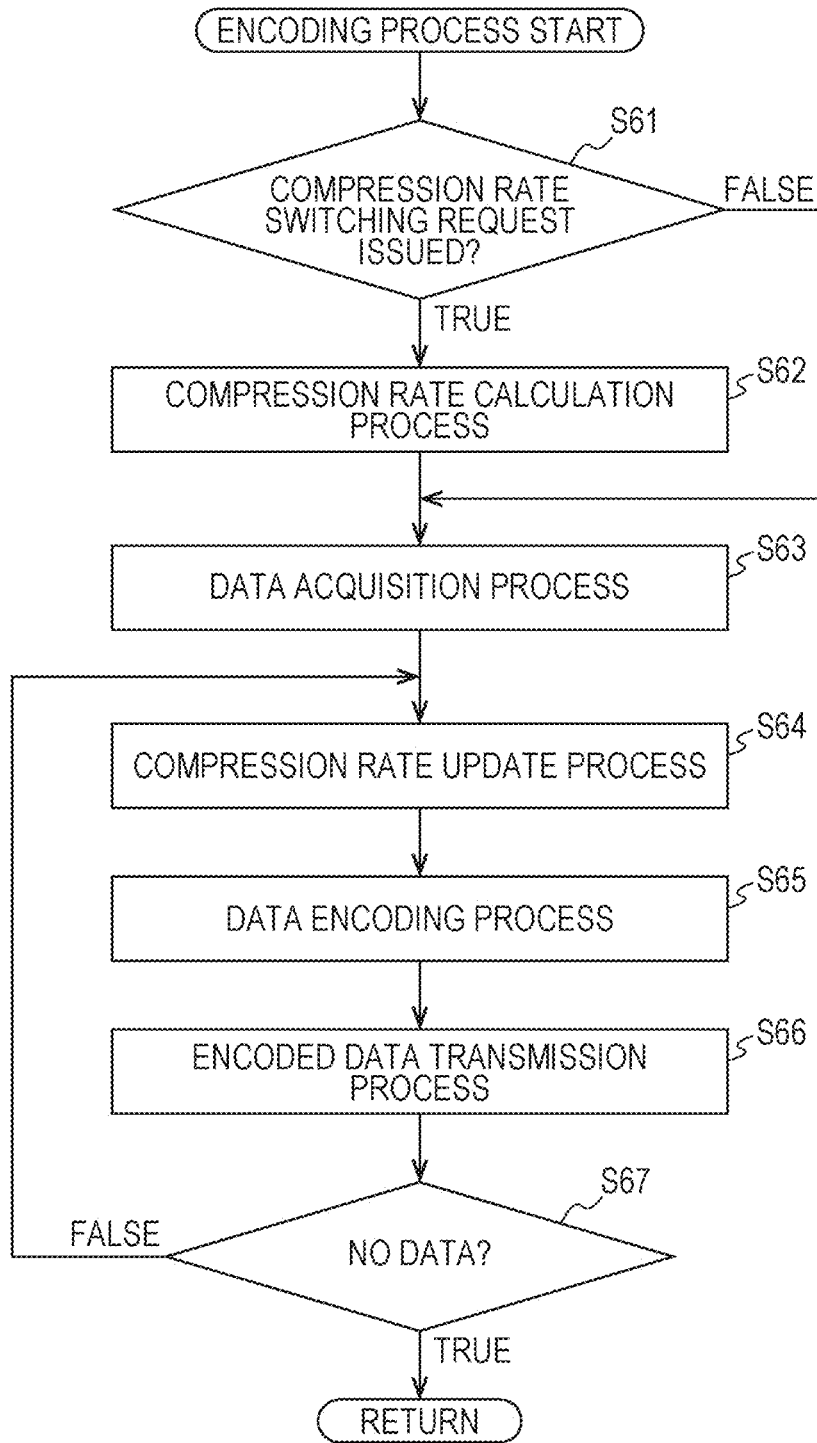 ENCODING PROCESS START
S61
COMPRESSION RATE
SWITCHING REQUEST
ISSUED?
FALSE
TRUE
S62
COMPRESSION RATE CALCULATION
PROCESS
S63
DATA ACQUISITION PROCESS
S64
COMPRESSION RATE UPDATE PROCESS
S65
DATA ENCODING PROCESS
S66
ENCODED DATA TRANSMISSION
PROCESS
S67
FALSE
NO DATA?
TRUE
RETURN